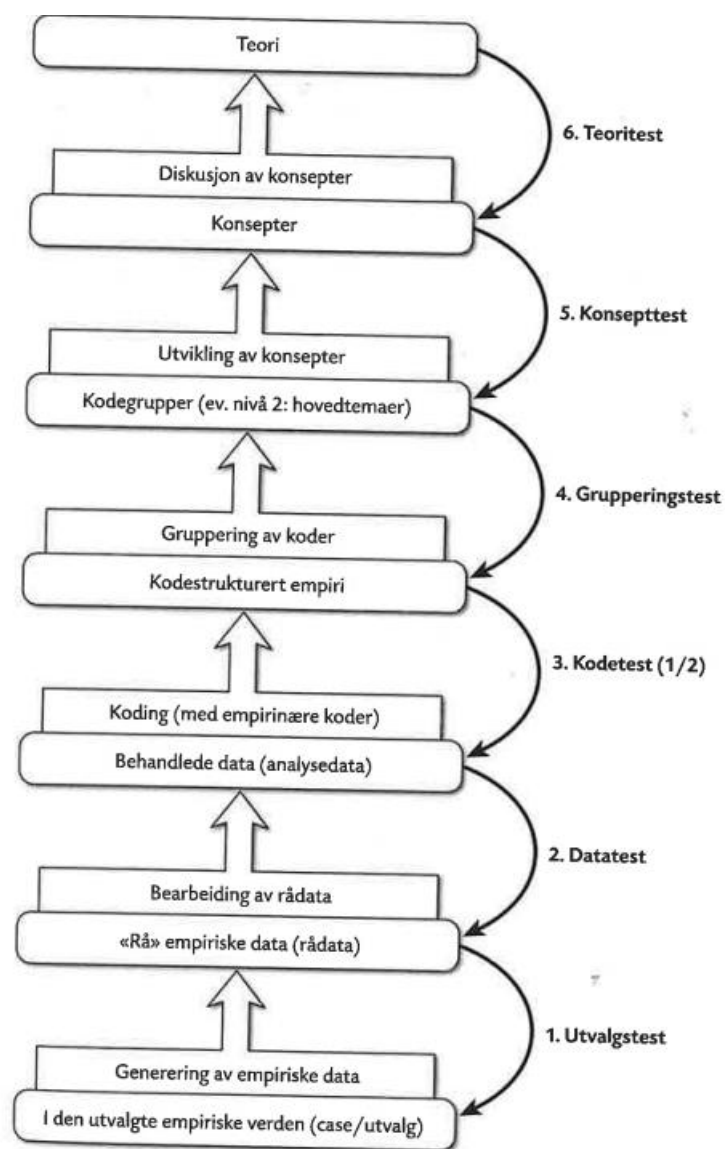 Teori
6. Teoritest
Diskusjon av konsepter
Konsepter
5. Konsepttest
Utvikling av konsepter
Kodegrupper (ev. nivå 2: hovedtemaer)
4. Grupperingstest
Gruppering av koder
Kodestrukturert empiri
3. Kodetest (1/2)
Koding (med empirinære koder)
Behandlede data (analysedata)
2. Datatest
Bearbeiding av rådata
«Rå» empiriske data (rådata)
1. Utvalgstest
Generering av empiriske data
I den utvalgte empiriske verden (case/utvalg)